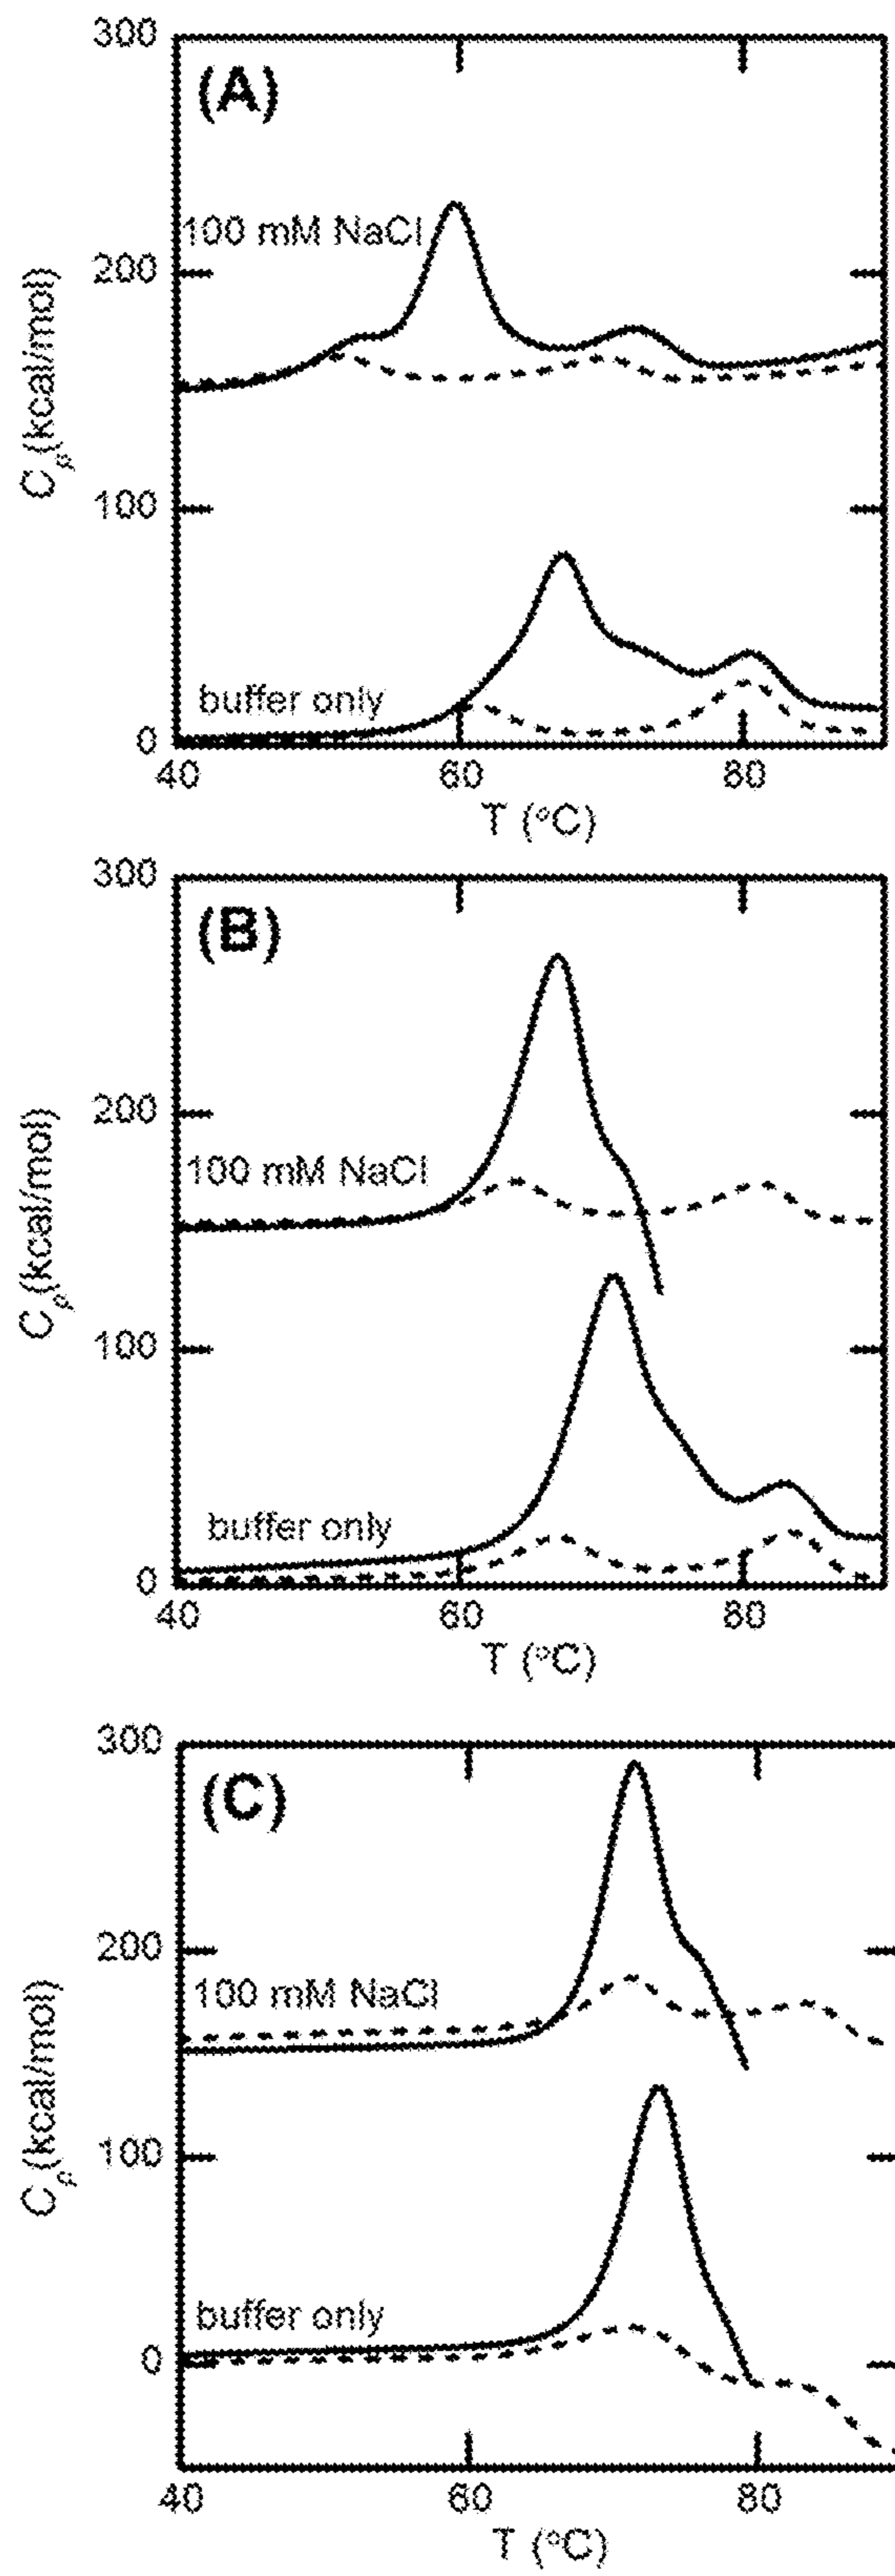 300
(A)
100 mM NaCl
200
Cp (kcal/mol)
100
buffer only
0
40 60 80
T (°C)
300
(B)
200
100 mM NaCl
Cp (kcal/mol)
100
buffer only
0
40 60 80
T (°C)
300
(C)
200
100 mM NaCl
Cp (kcal/mol)
100
buffer only
0
40 60 80
T (°C)